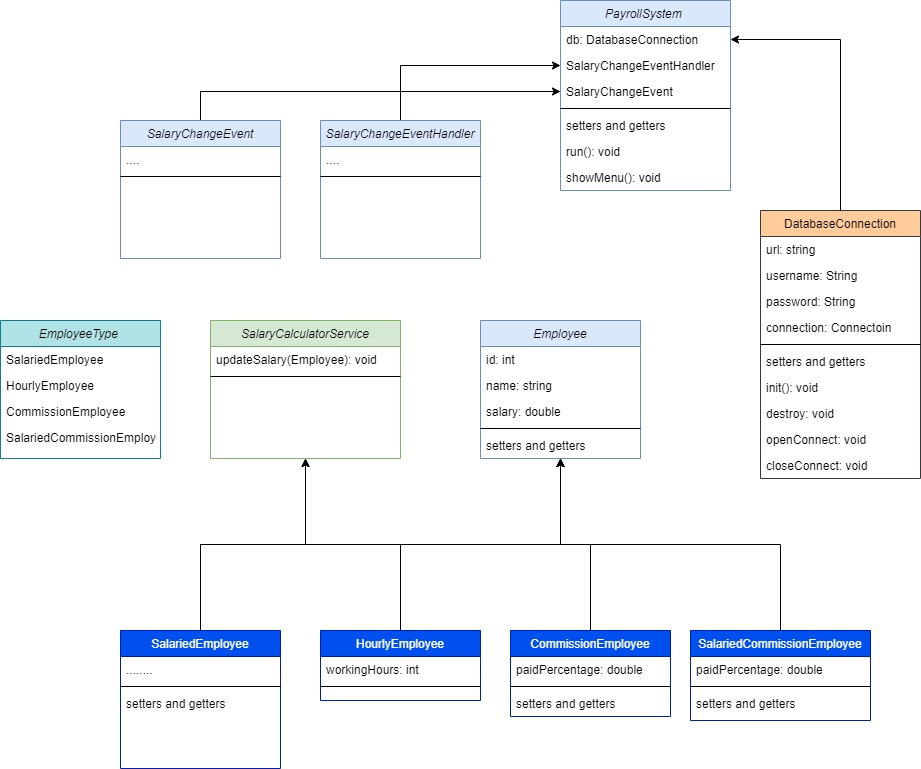 PayrollSystem
db: DatabaseConnection
SalaryChangeEventHandler
SalaryChangeEvent
setters and getters
run(): void
showMenu(): void
SalaryChangeEvent
....
SalaryChangeEventHandler
....
DatabaseConnection
url: string
username: String
password: String
connection: Connectoin
setters and getters
init(): void
destroy: void
openConnect: void
closeConnect: void
EmployeeType
SalariedEmployee
HourlyEmployee
CommissionEmployee
SalariedCommissionEmploy
SalaryCalculatorService
updateSalary(Employee): void
Employee
id: int
name: string
salary: double
setters and getters
SalariedEmployee
........
setters and getters
HourlyEmployee
workingHours: int
CommissionEmployee
paidPercentage: double
setters and getters
SalariedCommissionEmployee
paidPercentage: double
setters and getters